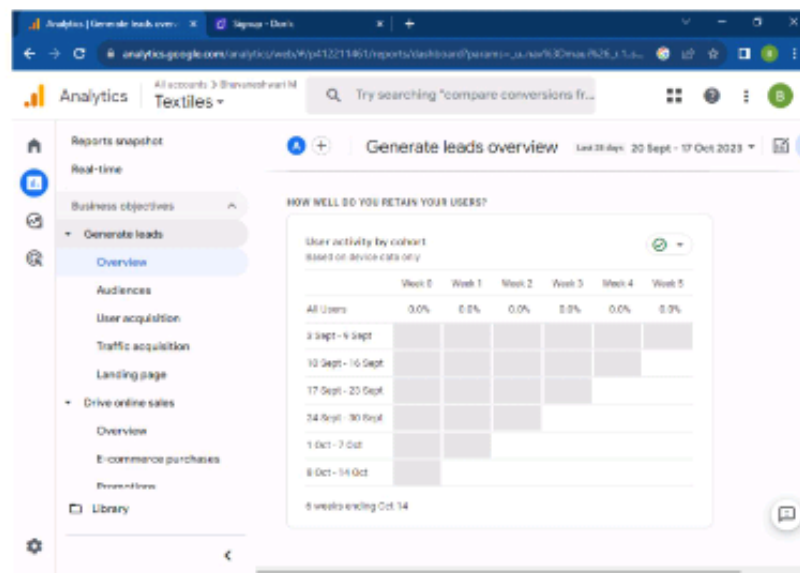 Analytics | Generate leads over
Signup -
analytics.google.com/analytics/web/#/p412211461/reports/dashboard?params=_u..nav%3Dmaui%26_r.1.s...
Analytics
All accounts >
Textiles
Try searching "compare conversions fr...
B
Reports snapshot
Real-time
Business objectives
Generate leads
Overview
Audiences
User acquisition
Traffic acquisition
Landing page
Drive online sales
Overview
E-commerce purchases
Promotions
Library
A
Generate leads overview
Last 28 days 20 Sept - 17 Oct 2023
HOW WELL DO YOU RETAIN YOUR USERS?
User activity by cohort
Based on device data only
Week 0 Week 1 Week 2 Week 3 Week 4 Week 5
All Users 0.0% 0.0% 0.0% 0.0% 0.0% 0.0%
3 Sept - 9 Sept
10 Sept - 16 Sept
17 Sept - 23 Sept
24 Sept - 30 Sept
1 Oct - 7 Oct
8 Oct - 14 Oct
6 weeks ending Oct 14